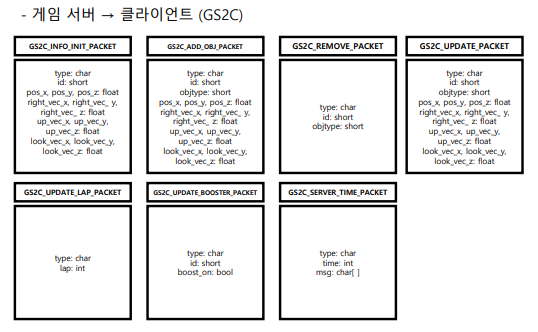 - 게임 서버 → 클라이언트 (GS2C)
GS2C_INFO_INIT_PACKET
type: char
id: short
pos_x, pos_y, pos_z: float
right_vec_x, right_vec_ y,
right_vec_ z: float
up_vec_x, up_vec_y,
up_vec_z: float
look_vec_x, look_vec_y,
look_vec_z: float
GS2C_ADD_OBJ_PACKET
type: char
id: short
objtype: short
pos_x, pos_y, pos_z: float
right_vec_x, right_vec_ y,
right_vec_ z: float
up_vec_x, up_vec_y,
up_vec_z: float
look_vec_x, look_vec_y,
look_vec_z: float
GS2C_REMOVE_PACKET
type: char
id: short
objtype: short
GS2C_UPDATE_PACKET
type: char
id: short
objtype: short
pos_x, pos_y, pos_z: float
right_vec_x, right_vec_ y,
right_vec_ z: float
up_vec_x, up_vec_y,
up_vec_z: float
look_vec_x, look_vec_y,
look_vec_z: float
GS2C_UPDATE_LAP_PACKET
type: char
lap: int
GS2C_UPDATE_BOOSTER_PACKET
type: char
id: short
boost_on: bool
GS2C_SERVER_TIME_PACKET
type: char
time: int
msg: char[ ]